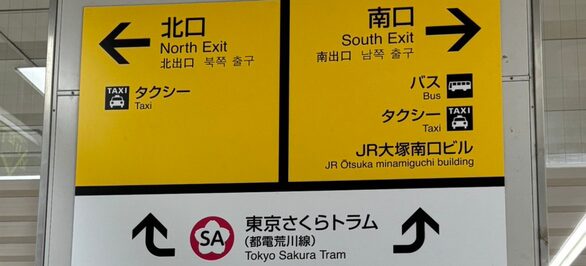 北口
North Exit
北出口 북쪽 출구
TAXI タクシー
Taxi
南口
South Exit
南出口 남쪽 출구
バス
Bus
タクシー TAXI
Taxi
JR大塚南口ビル
JR Ōtsuka minamiguchi building
SA 東京さくらトラム
(都電荒川線)
Tokyo Sakura Tram